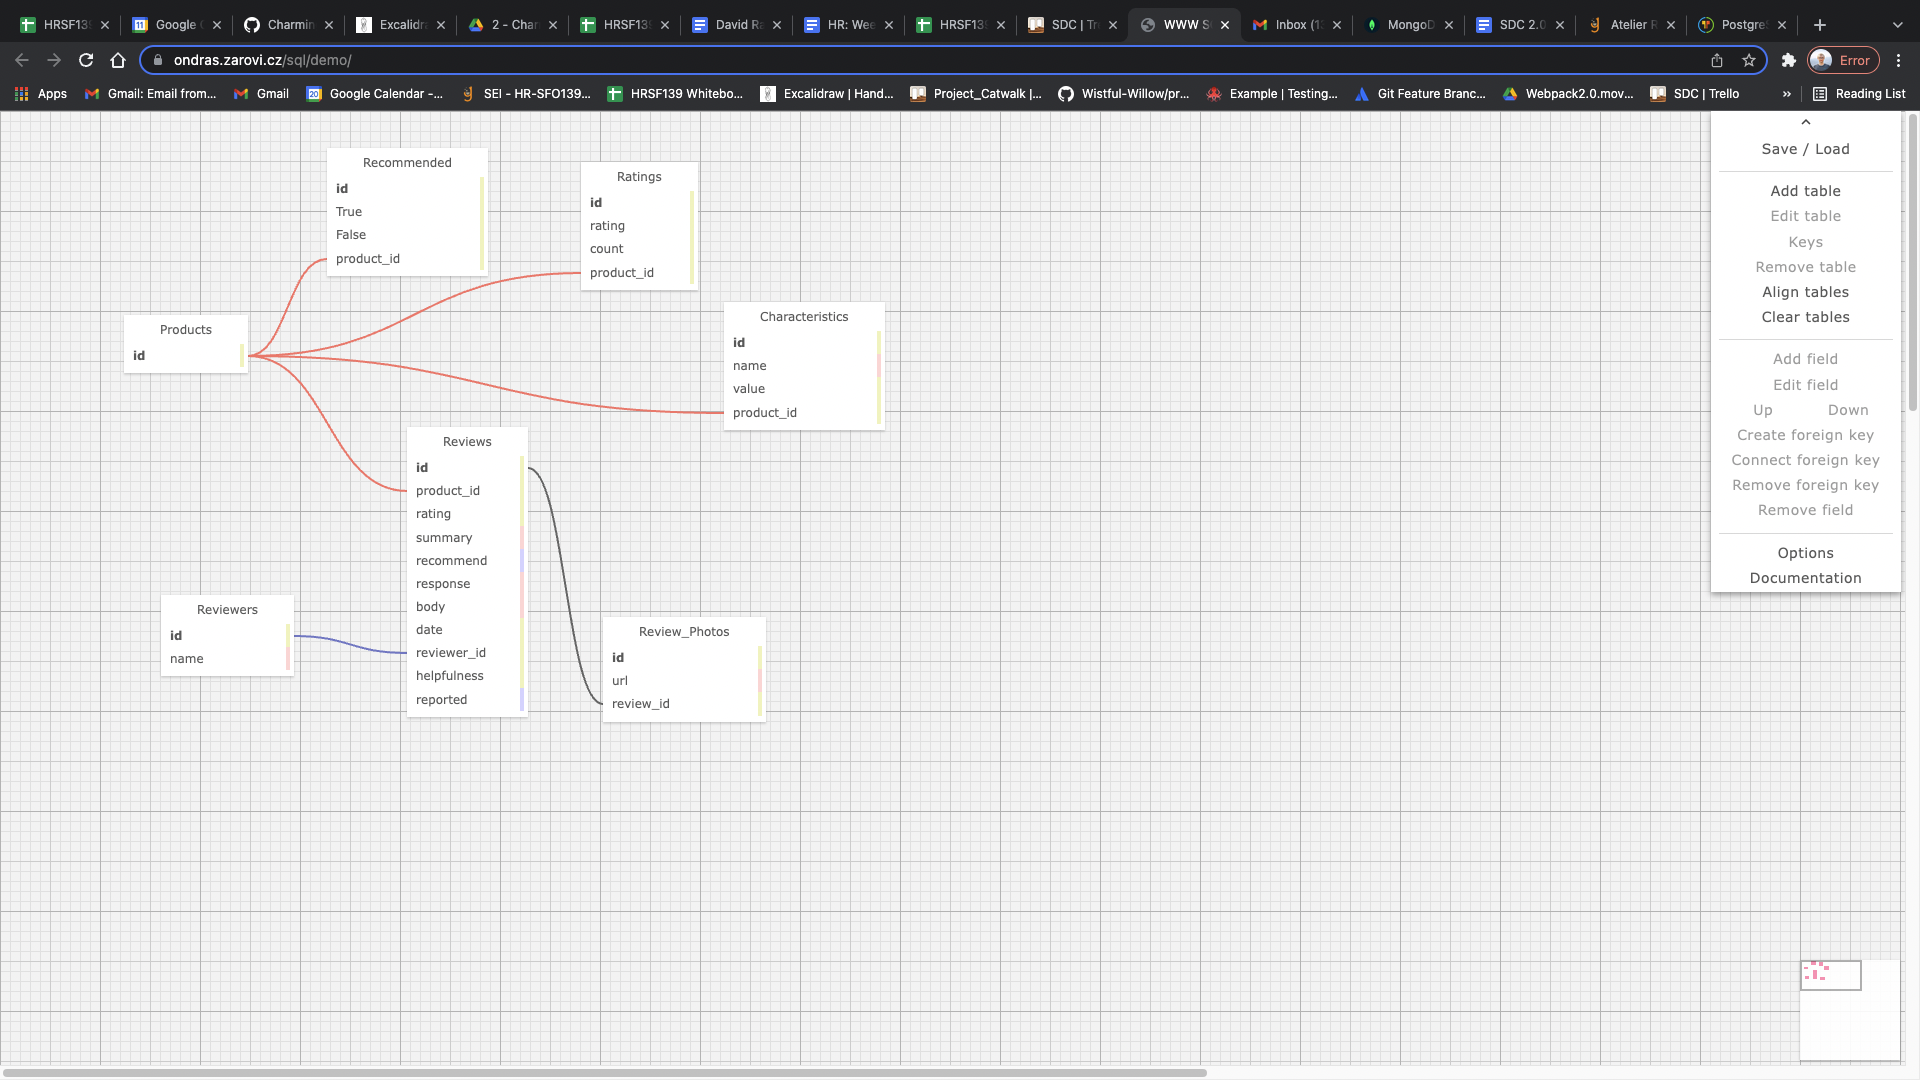 HRSF139
Google C
Charmin
Excalidra
2 - Char
HRSF139
David Ra
HR: Wee
HRSF139
SDC | Tr
WWW S
Inbox (13
MongoD
SDC 2.0
Atelier R
Postgre
ondras.zarovi.cz/sql/demo/
Error
Apps
Gmail: Email from...
Gmail
Google Calendar -...
SEI - HR-SFO139...
HRSF139 Whitebo...
Excalidraw | Hand...
Project_Catwalk |...
Wistful-Willow/pr...
Example | Testing...
Git Feature Branc...
Webpack2.0.mov...
SDC | Trello
»
Reading List
Recommended
id
True
False
product_id
Ratings
id
rating
count
product_id
Characteristics
id
name
value
product_id
Products
id
Reviews
id
product_id
rating
summary
recommend
response
body
date
reviewer_id
helpfulness
reported
Reviewers
id
name
Review_Photos
id
url
review_id
Save / Load
Add table
Edit table
Keys
Remove table
Align tables
Clear tables
Add field
Edit field
Up Down
Create foreign key
Connect foreign key
Remove foreign key
Remove field
Options
Documentation